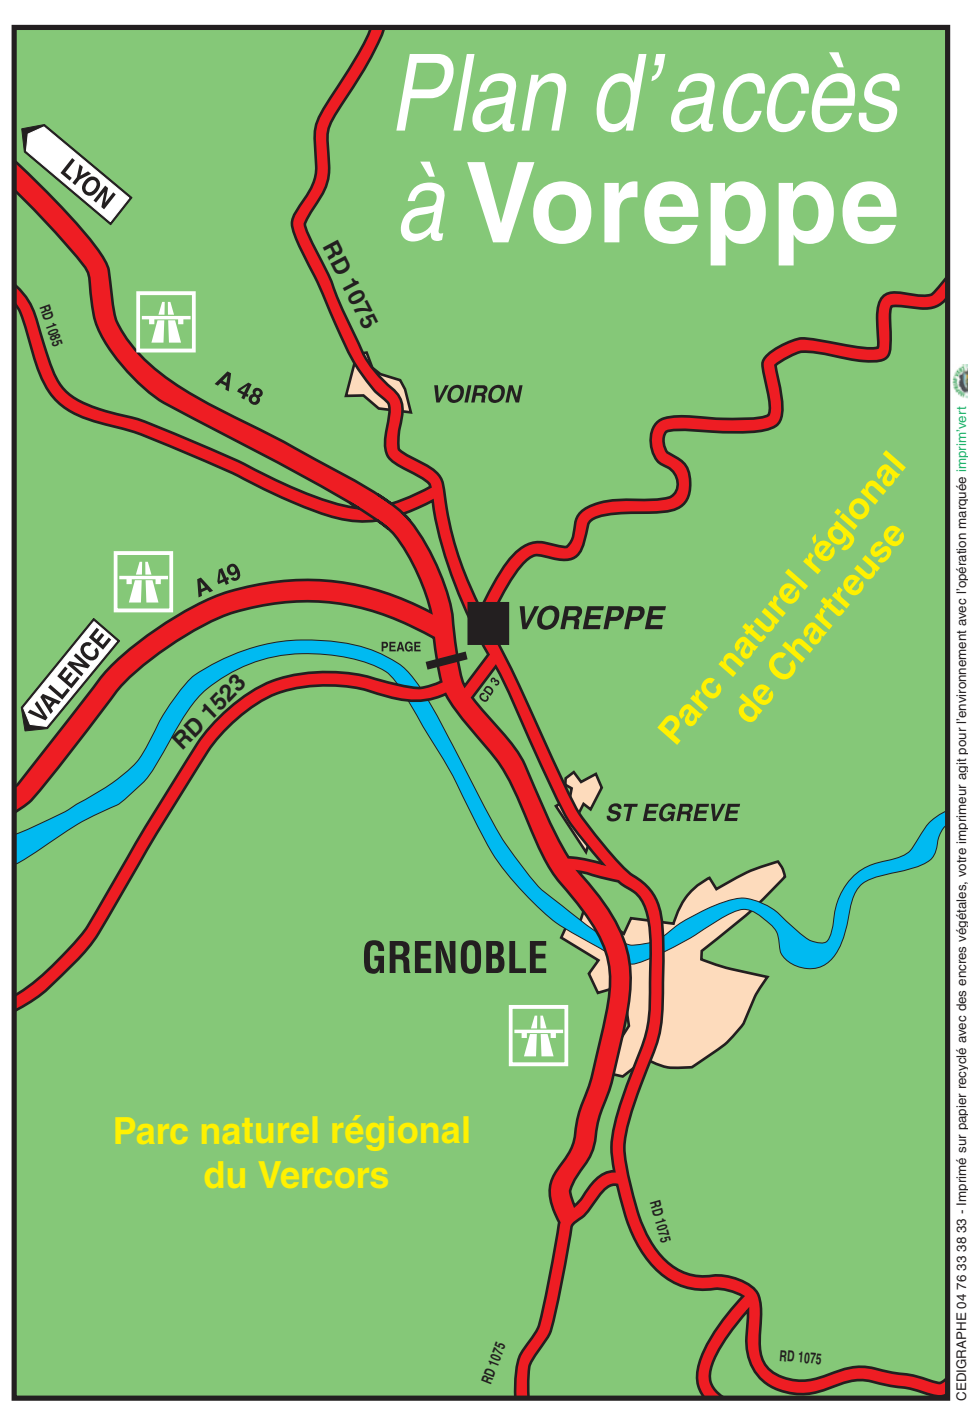 Plan d'accès
à Voreppe
LYON
RD 1075
RD 1085
A 48
VOIRON
Parc naturel régional
de Chartreuse
A 49
VOREPPE
PEAGE
VALENCE
RD 1523
CD 3
ST EGREVE
GRENOBLE
Parc naturel régional
du Vercors
RD 1075
RD 1075
RD 1075
CEDIGRAPHE 04 76 33 38 33 - Imprimé sur papier recyclé avec des encres végétales, votre imprimeur agit pour l'environnement avec l'opération marquée imprim'vert